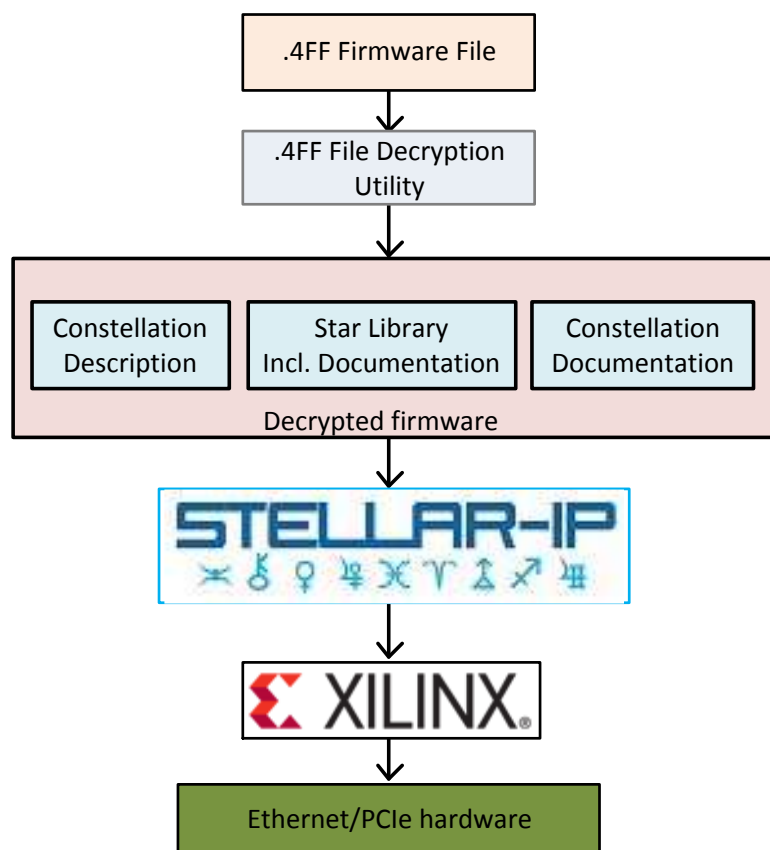 .4FF Firmware File
.4FF File Decryption
Utility
Constellation
Description
Star Library
Incl. Documentation
Constellation
Documentation
Decrypted firmware
STELLAR-IP
XILINX®
Ethernet/PCIe hardware